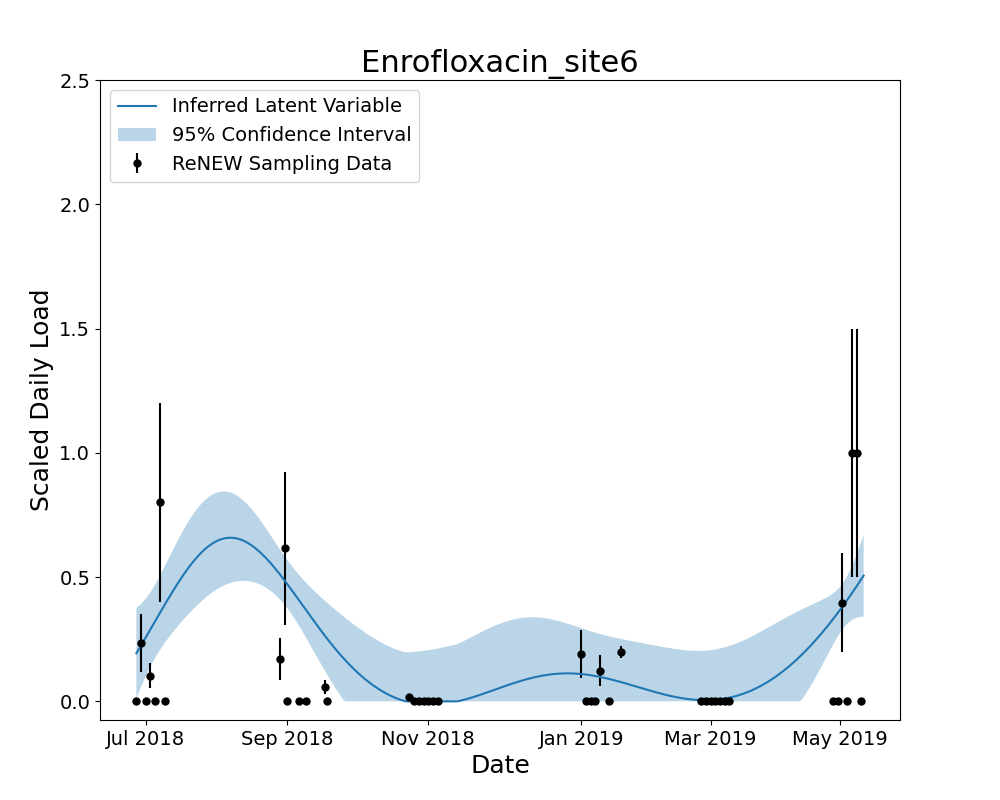 Enrofloxacin_site6
Inferred Latent Variable
95% Confidence Interval
ReNEW Sampling Data
Scaled Daily Load
2.5
2.0
1.5
1.0
0.5
0.0
Jul 2018 Sep 2018 Nov 2018 Jan 2019 Mar 2019 May 2019
Date